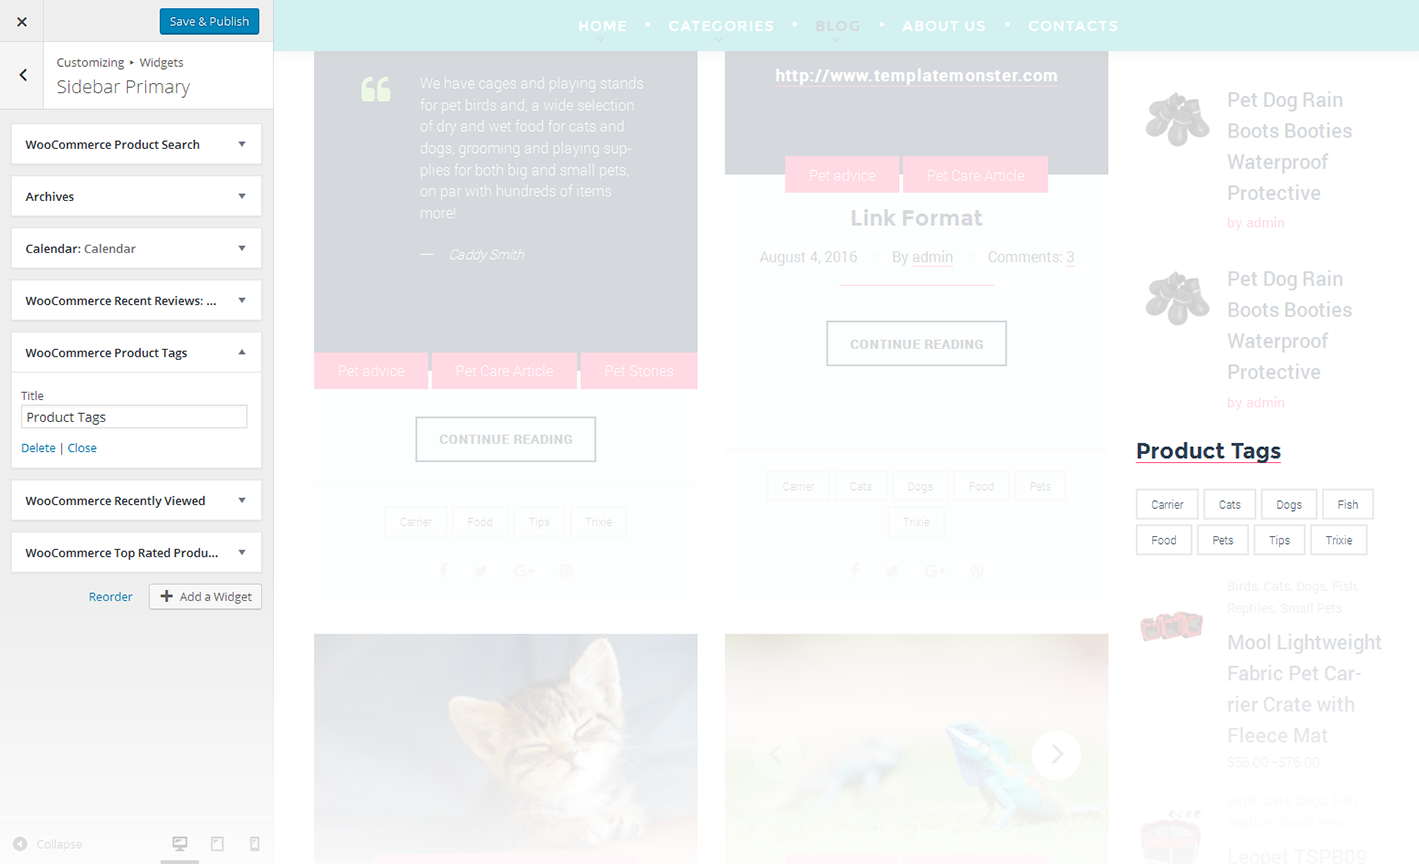 Save & Publish
Customizing ▸ Widgets
Sidebar Primary
WooCommerce Product Search
Archives
Calendar: Calendar
WooCommerce Recent Reviews: ...
WooCommerce Product Tags
Title
Product Tags
Delete | Close
WooCommerce Recently Viewed
WooCommerce Top Rated Produ...
Reorder
Add a Widget
Collapse
HOME • CATEGORIES • BLOG • ABOUT US • CONTACTS
We have cages and playing stands
for pet birds and, a wide selection
of dry and wet food for cats and
dogs, grooming and playing sup-
plies for both big and small pets,
on par with hundreds of items
more!
— Caddy Smith
Pet advice Pet Care Article Pet Stories
CONTINUE READING
Carrier Food Tips Trixie
http://www.templatemonster.com
Pet advice Pet Care Article
Link Format
August 4, 2016 By admin Comments: 3
CONTINUE READING
Carrier Cats Dogs Food Pets
Trixie
Pet Dog Rain
Boots Booties
Waterproof
Protective
by admin
Pet Dog Rain
Boots Booties
Waterproof
Protective
by admin
Product Tags
Carrier Cats Dogs Fish
Food Pets Tips Trixie
Birds, Cats, Dogs, Fish,
Reptiles, Small Pets
Mool Lightweight
Fabric Pet Car-
rier Crate with
Fleece Mat
$56.00–$76.00
Birds, Cats, Dogs, Fish,
Reptiles, Small Pets
Leopet TSPB09